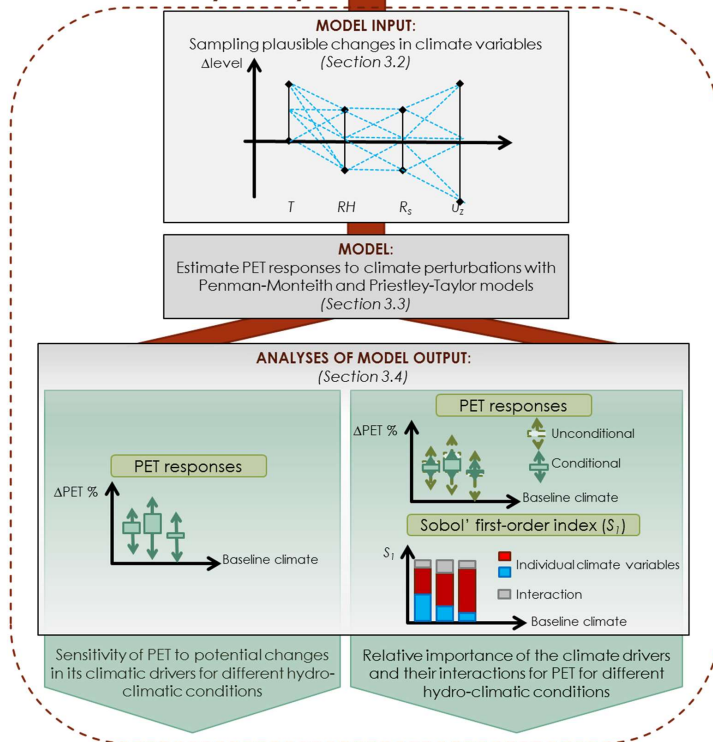 MODEL INPUT:
Sampling plausible changes in climate variables
(Section 3.2)
Δlevel
T RH Rs Uz
MODEL:
Estimate PET responses to climate perturbations with
Penman-Monteith and Priestley-Taylor models
(Section 3.3)
ANALYSES OF MODEL OUTPUT:
(Section 3.4)
PET responses
ΔPET %
Baseline climate
PET responses
ΔPET %
Unconditional
Conditional
Baseline climate
Sobol' first-order index (S1)
S1
Individual climate variables
Interaction
Baseline climate
Sensitivity of PET to potential changes
in its climatic drivers for different hydro-
climatic conditions
Relative importance of the climate drivers
and their interactions for PET for different
hydro-climatic conditions